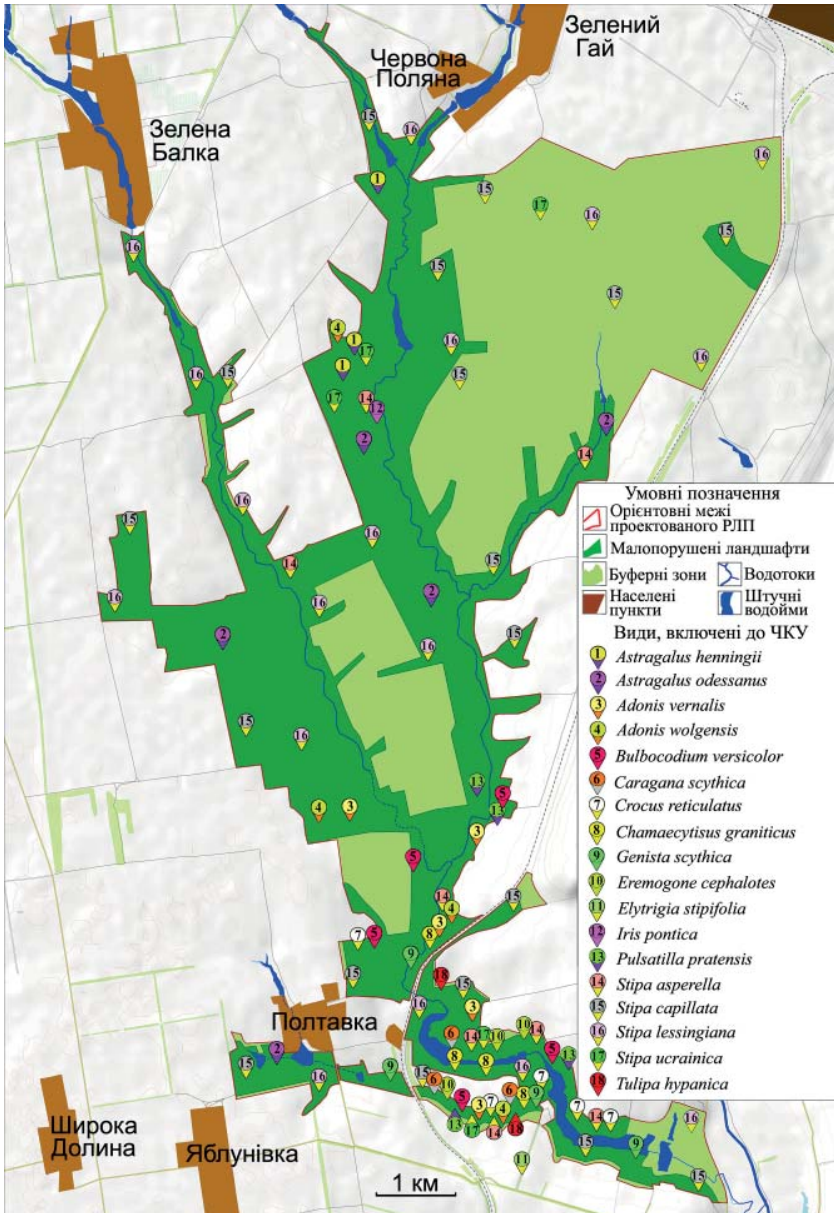 Зелений
Гай
Червона
Поляна
Зелена
Балка
Полтавка
Широка
Долина
Яблунівка
1 км
Умовні позначення
Орієнтовні межі
проектованого РЛП
Малопорушені ландшафти
Буферні зони
Водотоки
Населені
пункти
Штучні
водойми
Види, включені до ЧКУ
1 Astragalus henningii
2 Astragalus odessanus
3 Adonis vernalis
4 Adonis wolgensis
5 Bulbocodium versicolor
6 Caragana scythica
7 Crocus reticulatus
8 Chamaecytisus graniticus
9 Genista scythica
10 Eremogone cephalotes
11 Elytrigia stipifolia
12 Iris pontica
13 Pulsatilla pratensis
14 Stipa asperella
15 Stipa capillata
16 Stipa lessingiana
17 Stipa ucrainica
18 Tulipa hypanica